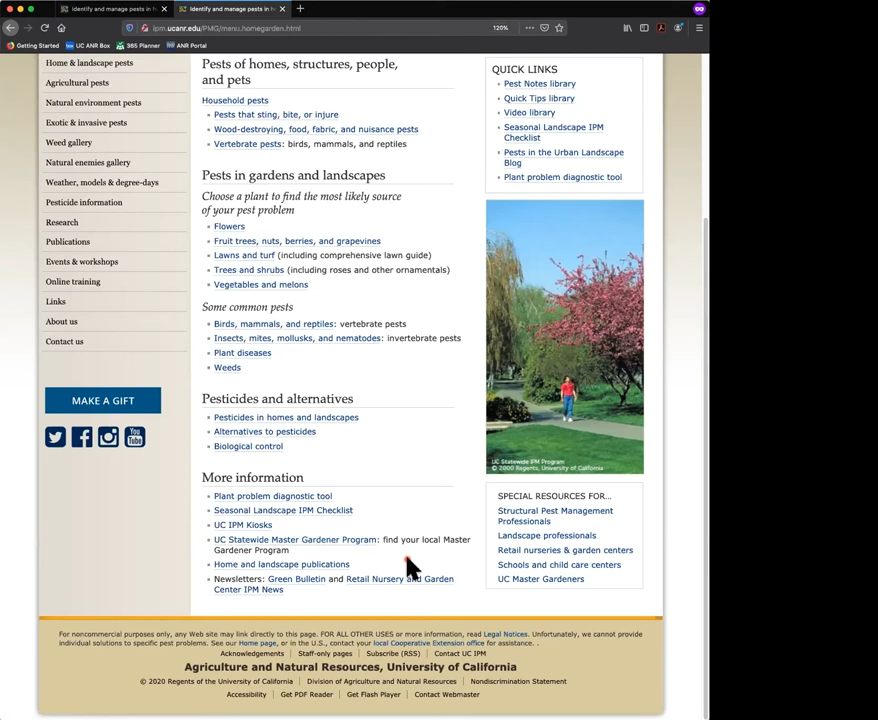 Identify and manage pests in h
Identify and manage pests in h
ipm.ucanr.edu/PMG/menu.homegarden.html
120%
Getting Started
UC ANR Box
365 Planner
ANR Portal
Home & landscape pests
Agricultural pests
Natural environment pests
Exotic & invasive pests
Weed gallery
Natural enemies gallery
Weather, models & degree-days
Pesticide information
Research
Publications
Events & workshops
Online training
Links
About us
Contact us
MAKE A GIFT
You
Tube
Pests of homes, structures, people,
and pets
Household pests
Pests that sting, bite, or injure
Wood-destroying, food, fabric, and nuisance pests
Vertebrate pests: birds, mammals, and reptiles
Pests in gardens and landscapes
Choose a plant to find the most likely source
of your pest problem
Flowers
Fruit trees, nuts, berries, and grapevines
Lawns and turf (including comprehensive lawn guide)
Trees and shrubs (including roses and other ornamentals)
Vegetables and melons
Some common pests
Birds, mammals, and reptiles: vertebrate pests
Insects, mites, mollusks, and nematodes: invertebrate pests
Plant diseases
Weeds
Pesticides and alternatives
Pesticides in homes and landscapes
Alternatives to pesticides
Biological control
More information
Plant problem diagnostic tool
Seasonal Landscape IPM Checklist
UC IPM Kiosks
UC Statewide Master Gardener Program: find your local Master
Gardener Program
Home and landscape publications
Newsletters: Green Bulletin and Retail Nursery and Garden
Center IPM News
QUICK LINKS
Pest Notes library
Quick Tips library
Video library
Seasonal Landscape IPM
Checklist
Pests in the Urban Landscape
Blog
Plant problem diagnostic tool
UC Statewide IPM Program
© 2000 Regents, University of California
SPECIAL RESOURCES FOR...
Structural Pest Management
Professionals
Landscape professionals
Retail nurseries & garden centers
Schools and child care centers
UC Master Gardeners
For noncommercial purposes only, any Web site may link directly to this page. FOR ALL OTHER USES or more information, read Legal Notices. Unfortunately, we cannot provide
individual solutions to specific pest problems. See our Home page, or in the U.S., contact your local Cooperative Extension office for assistance. .
Acknowledgements Staff-only pages Subscribe (RSS) Contact UC IPM
Agriculture and Natural Resources, University of California
© 2020 Regents of the University of California Division of Agriculture and Natural Resources Nondiscrimination Statement
Accessibility Get PDF Reader Get Flash Player Contact Webmaster